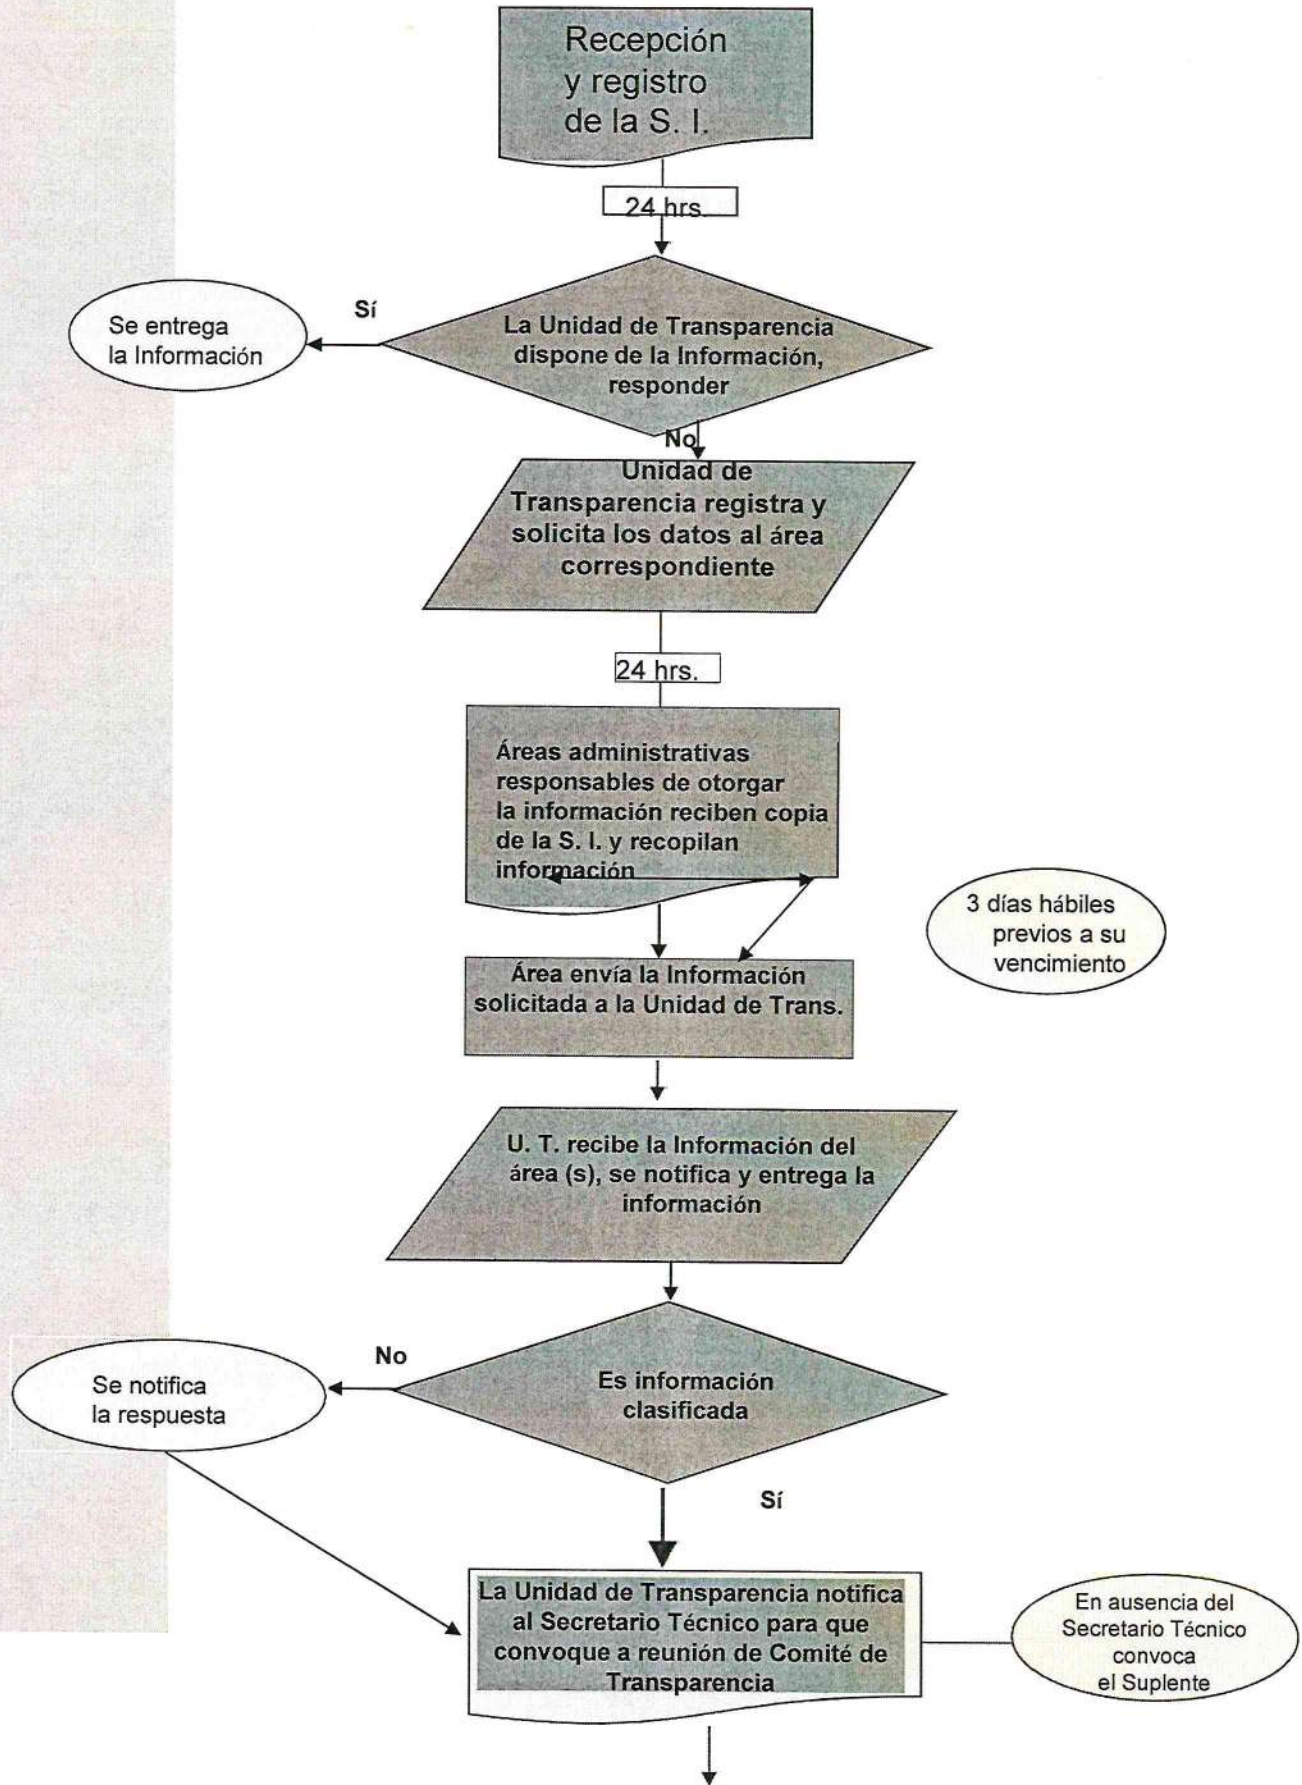 Recepción
y registro
de la S. I.
24 hrs.
Sí
Se entrega
la Información
La Unidad de Transparencia
dispone de la Información,
responder
No
Unidad de
Transparencia registra y
solicita los datos al área
correspondiente
24 hrs.
Áreas administrativas
responsables de otorgar
la información reciben copia
de la S. I. y recopilan
información
3 días hábiles
previos a su
vencimiento
Área envía la Información
solicitada a la Unidad de Trans.
U. T. recibe la Información del
área (s), se notifica y entrega la
información
No
Se notifica
la respuesta
Es información
clasificada
Sí
La Unidad de Transparencia notifica
al Secretario Técnico para que
convoque a reunión de Comité de
Transparencia
En ausencia del
Secretario Técnico
convoca
el Suplente